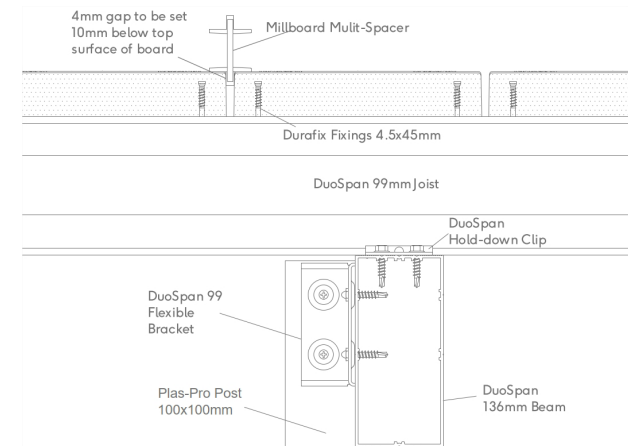 4mm gap to be set
10mm below top
surface of board
Millboard Mulit-Spacer
Durafix Fixings 4.5x45mm
DuoSpan 99mm Joist
DuoSpan
Hold-down Clip
DuoSpan 99
Flexible
Bracket
Plas-Pro Post
100x100mm
DuoSpan
136mm Beam